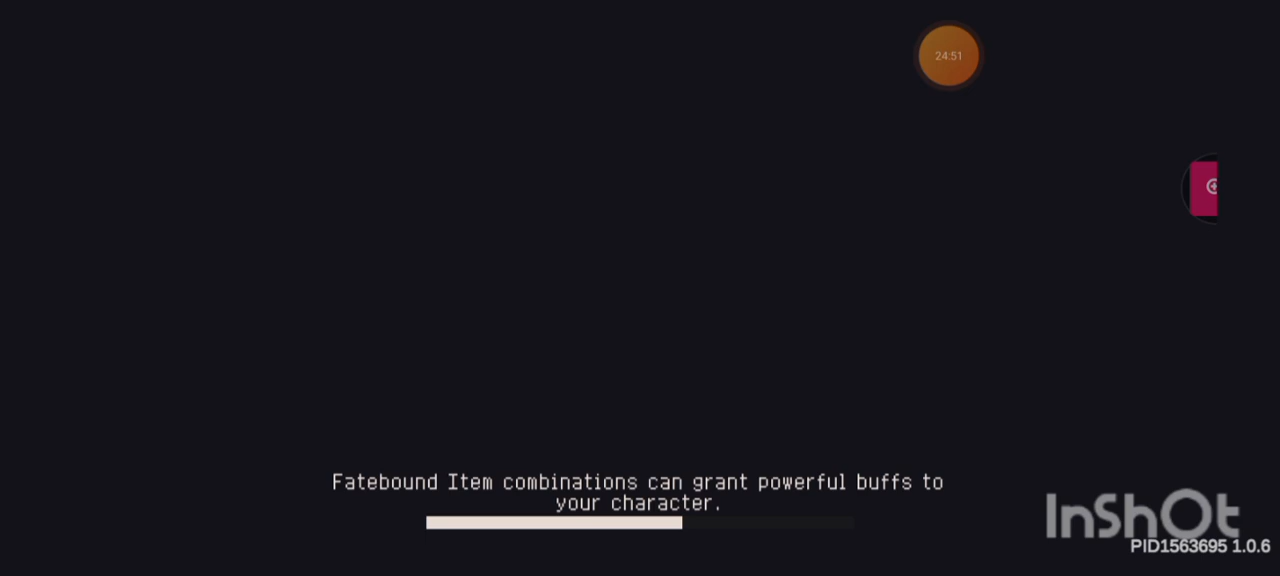 24:51
Fatebound Item combinations can grant powerful buffs to
your character.
InShOt
PID1563695 1.0.6